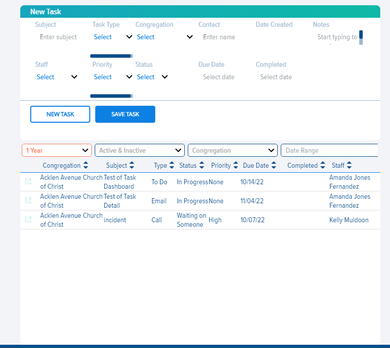 New Task
Subject Task Type Congregation Contact Date Created Notes
Enter subject Select Select Enter name Start typing to
Staff Priority Status Due Date Completed
Select Select Select Select date Select date
NEW TASK SAVE TASK
1 Year Active & Inactive Congregation Date Range
Congregation Subject Type Status Priority Due Date Completed Staff
Acklen Avenue Church Test of Task Amanda Jones
of Christ Dashboard To Do In Progress None 10/14/22 Fernandez
Acklen Avenue Church Test of Task Amanda Jones
of Christ Detail Email In Progress None 11/04/22 Fernandez
Acklen Avenue Church Waiting on
of Christ incident Call Someone High 10/07/22 Kelly Muldoon